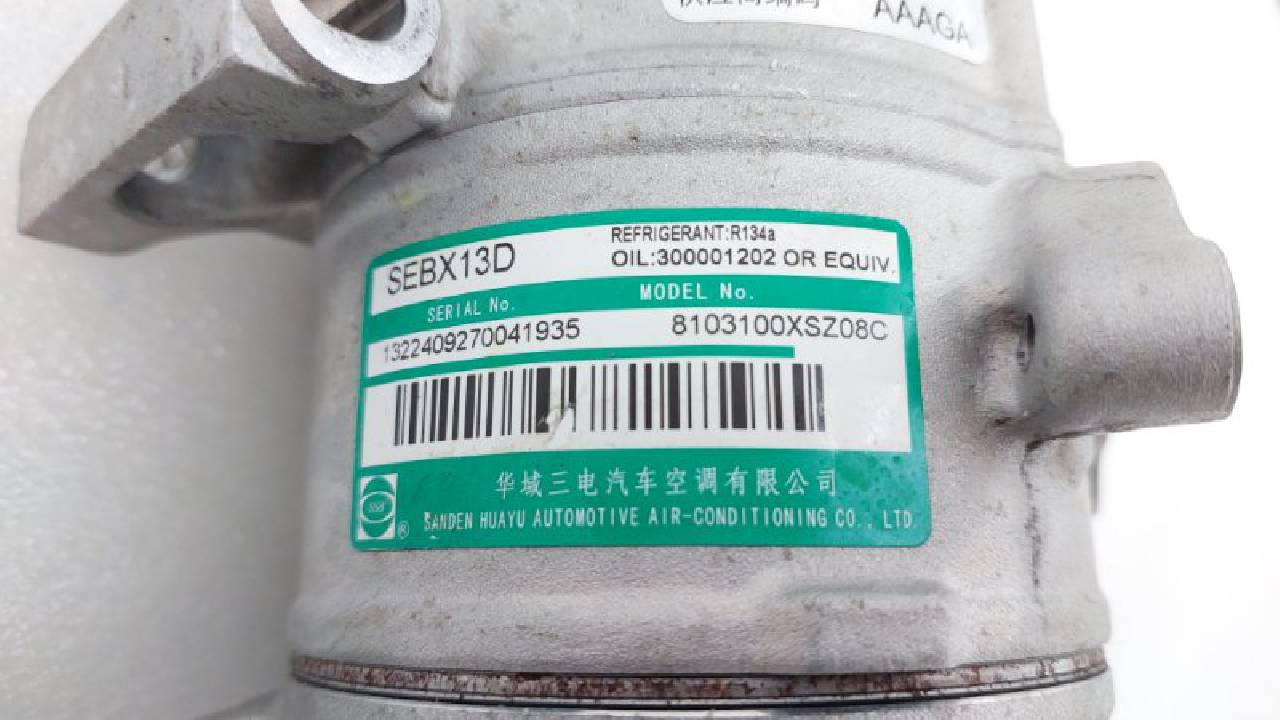 AAAGA
SEBX13D
REFRIGERANT:R134a
OIL:300001202 OR EQUIV.
SERIAL No.
MODEL No.
1322409270041935
8103100XSZ08C
华域三电汽车空调有限公司
SSB ®
SANDEN HUAYU AUTOMOTIVE AIR-CONDITIONING CO., LTD.